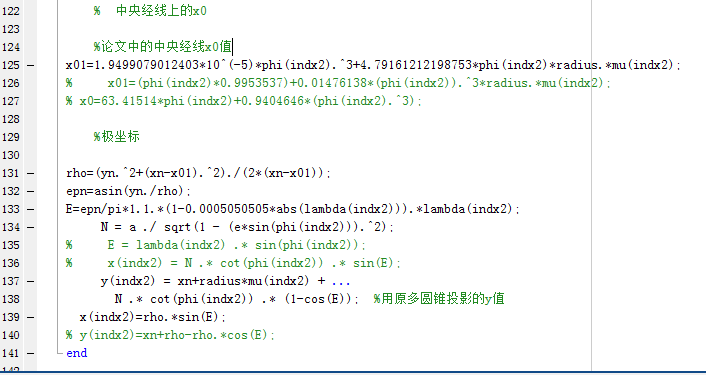 122 %  中央经线上的x0
123
124 %论文中的中央经线x0值
125 — x01=1.9499079012403*10^(-5)*phi(indx2).^3+4.79161212198753*phi(indx2)*radius.*mu(indx2);
126 %     x01=(phi(indx2)*0.9953537)+0.01476138*(phi(indx2)).^3*radius.*mu(indx2);
127 % x0=63.41514*phi(indx2)+0.9404646*(phi(indx2).^3);
128
129 %极坐标
130
131 — rho=(yn.^2+(xn-x01).^2)./(2*(xn-x01));
132 — epn=asin(yn./rho);
133 — E=epn/pi*1.1.*(1-0.0005050505*abs(lambda(indx2))).*lambda(indx2);
134 — N = a ./ sqrt(1 - (e*sin(phi(indx2))).^2);
135 %    E = lambda(indx2) .* sin(phi(indx2));
136 %    x(indx2) = N .* cot(phi(indx2)) .* sin(E);
137 — y(indx2) = xn+radius*mu(indx2) + ...
138 N .* cot(phi(indx2)) .* (1-cos(E));  %用原多圆锥投影的y值
139 — x(indx2)=rho.*sin(E);
140 % y(indx2)=xn+rho-rho.*cos(E);
141 — end